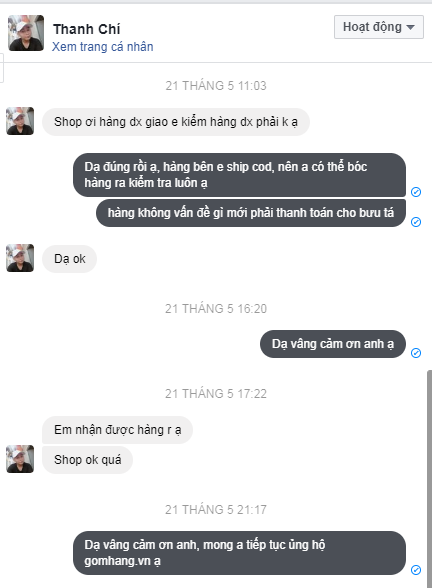 Thanh Chí
Xem trang cá nhân
Hoạt động
21 THÁNG 5 11:03
Shop ơi hàng dx giao e kiểm hàng dx phải k ạ
Dạ đúng rồi ạ, hàng bên e ship cod, nên a có thể bóc
hàng ra kiểm tra luôn ạ
hàng không vấn đề gì mới phải thanh toán cho bưu tá
Dạ ok
21 THÁNG 5 16:20
Dạ vâng cảm ơn anh ạ
21 THÁNG 5 17:22
Em nhận được hàng r ạ
Shop ok quá
21 THÁNG 5 21:17
Dạ vâng cảm ơn anh, mong a tiếp tục ủng hộ
gomhang.vn ạ